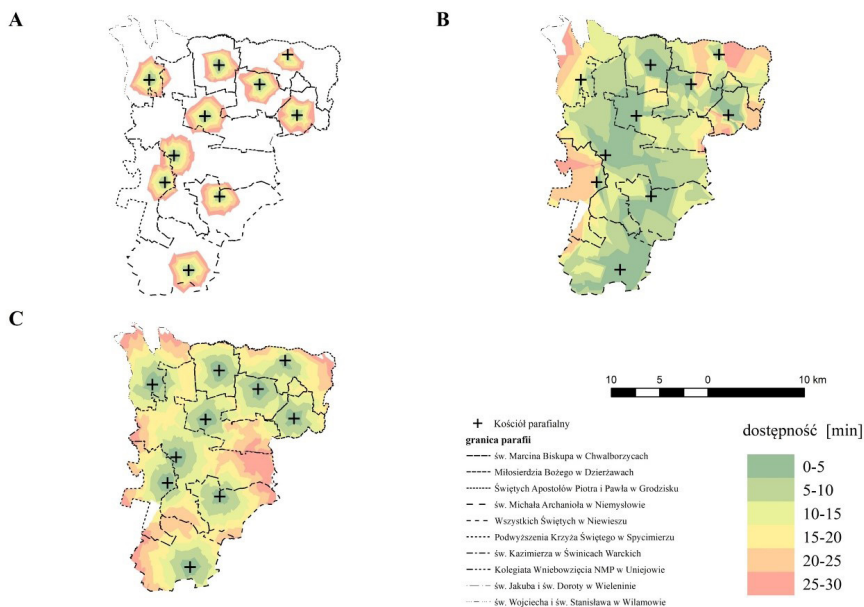 A
B
C
10 5 0 10 km
Kościół parafialny
granica parafii
św. Marcina Biskupa w Chwalborzycach
Miłosierdzia Bożego w Dzierżawach
Świętych Apostołów Piotra i Pawła w Grodzisku
św. Michała Archanioła w Niemysłowie
Wszystkich Świętych w Niewieszu
Podwyższenia Krzyża Świętego w Spycimierzu
św. Kazimierza w Świnicach Warckich
Kolegiata Wniebowzięcia NMP w Uniejowie
św. Jakuba i św. Doroty w Wieleninie
św. Wojciecha i św. Stanisława w Wilamowie
dostępność [min]
0-5
5-10
10-15
15-20
20-25
25-30